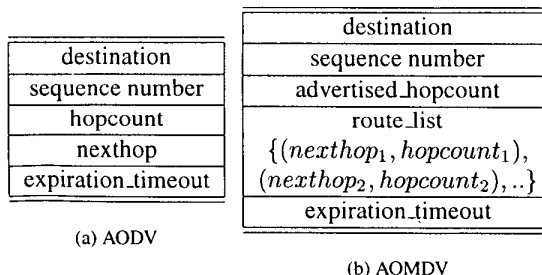 destination
sequence number
hopcount
nexthop
expiration_timeout
(a) AODV
destination
sequence number
advertised_hopcount
route_list
{(nexthop₁, hopcount₁),
(nexthop₂, hopcount₂), ..}
expiration_timeout
(b) AOMDV